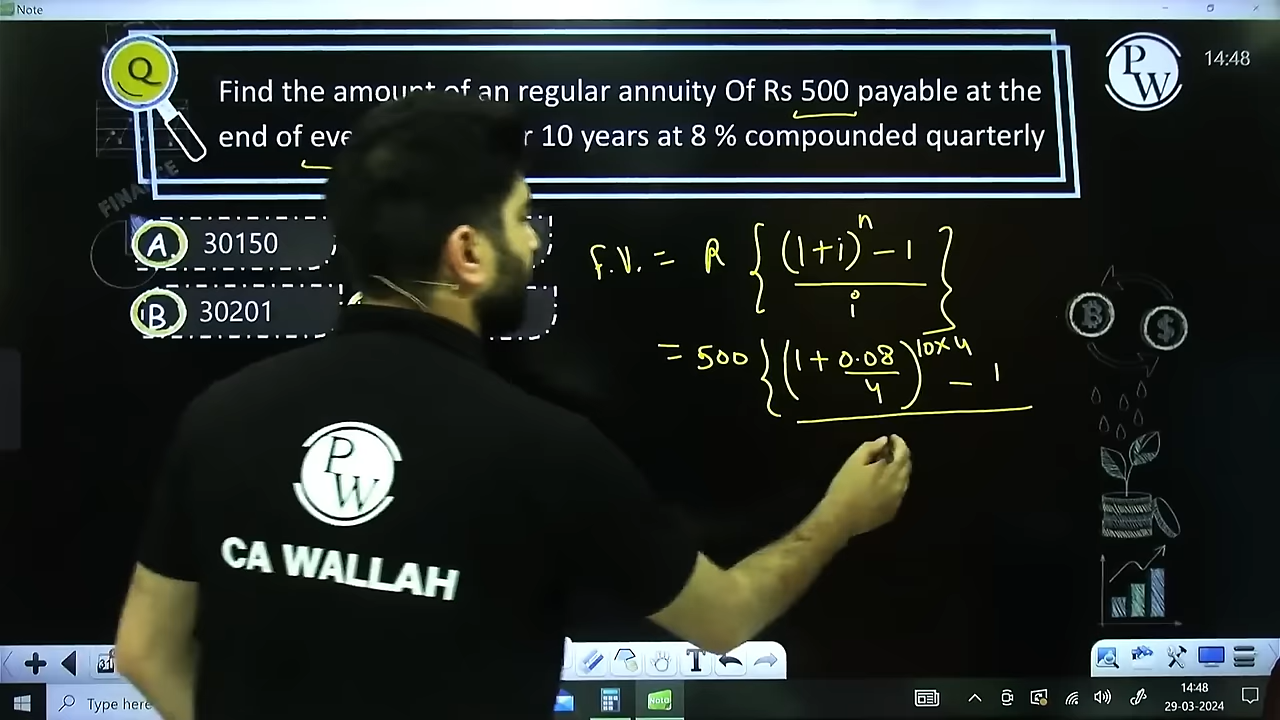 Note
Q
Find the amount of an regular annuity Of Rs 500 payable at the
end of eve 10 years at 8 % compounded quarterly
P W
14:48
FINANCE
A. 30150
B 30201
F.V. = R { (1+i)^n - 1 / i }
= 500 { (1 + 0.08/4)^10×4 - 1
P W
CA WALLAH
T
Type here
Note
14:48
29-03-2024